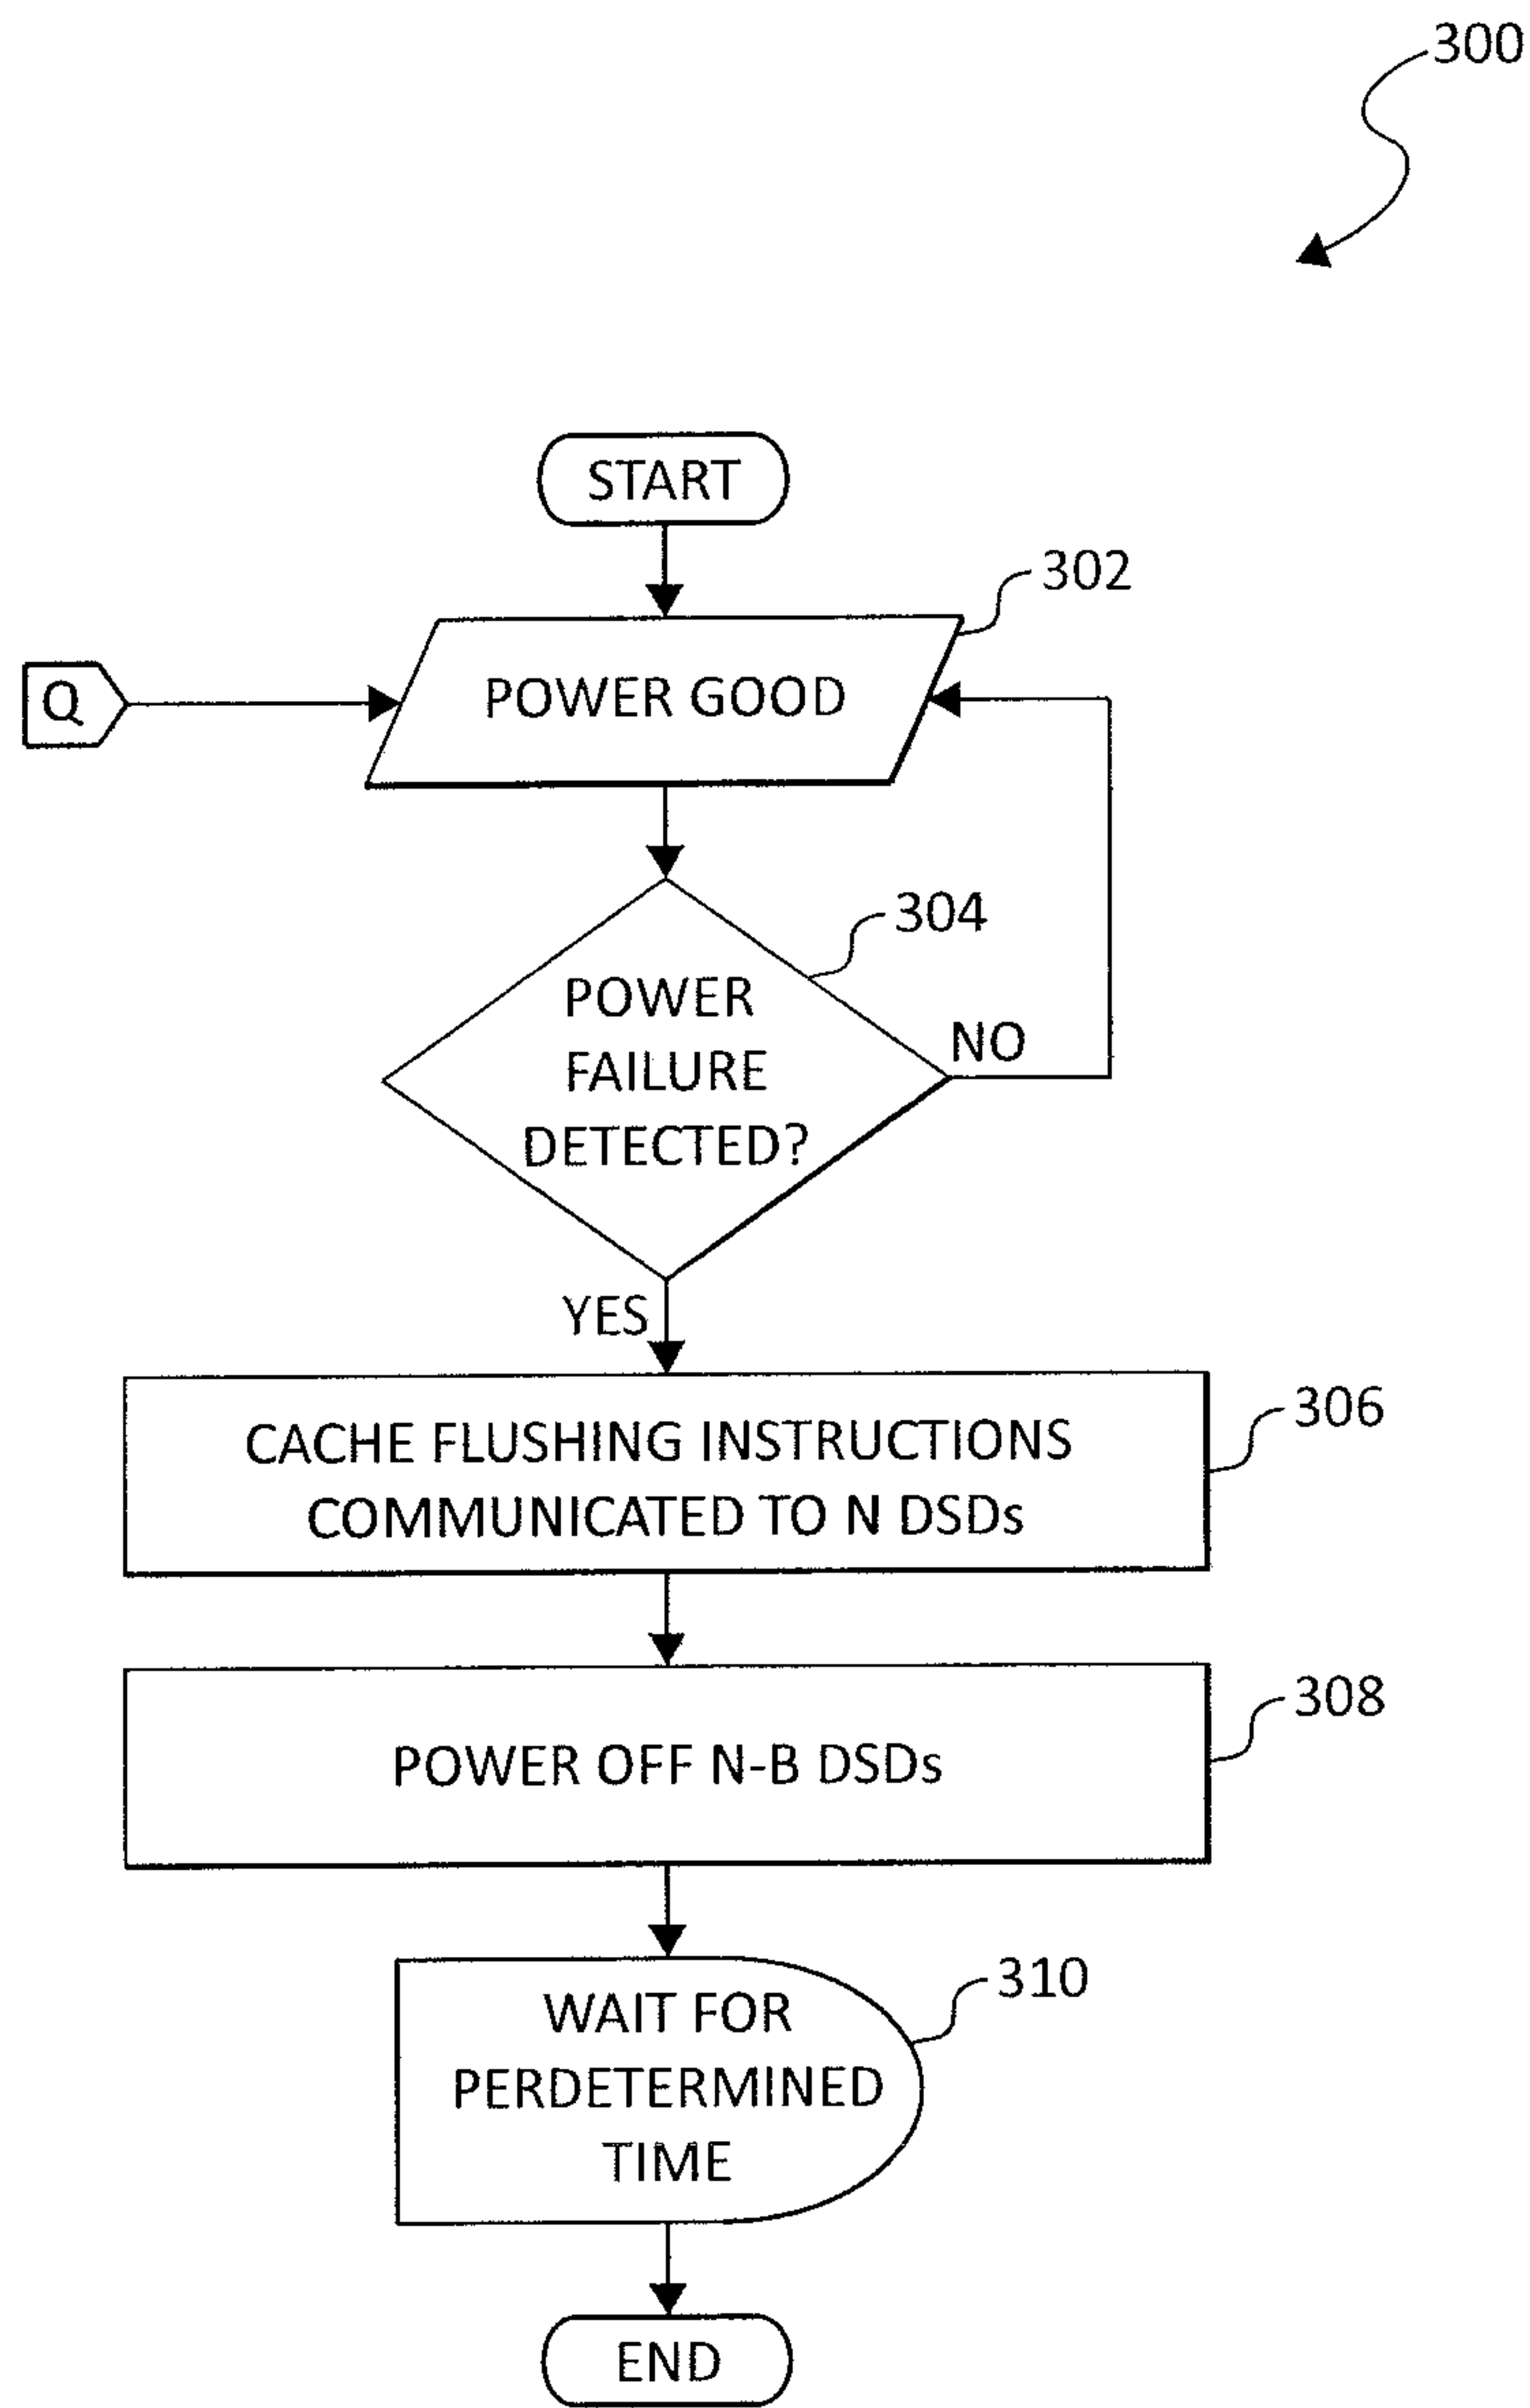 300
START
302
Q
POWER GOOD
304
POWER
FAILURE
DETECTED?
NO
YES
CACHE FLUSHING INSTRUCTIONS
COMMUNICATED TO N DSDs
306
POWER OFF N-B DSDs
308
WAIT FOR
PERDETERMINED
TIME
310
END